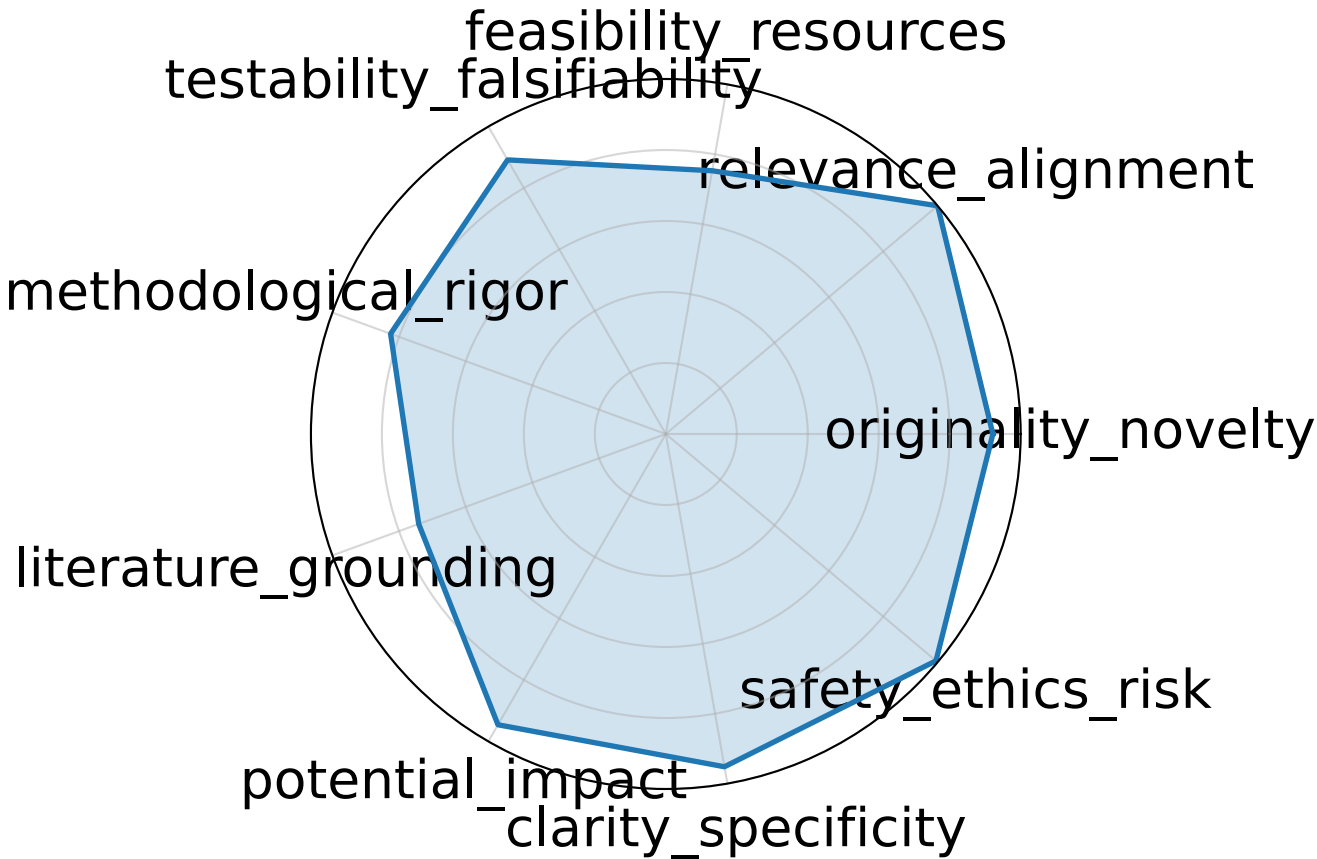 feasibility_resources
testability_falsifiability
relevance_alignment
methodological_rigor
originality_novelty
literature_grounding
safety_ethics_risk
potential_impact
clarity_specificity